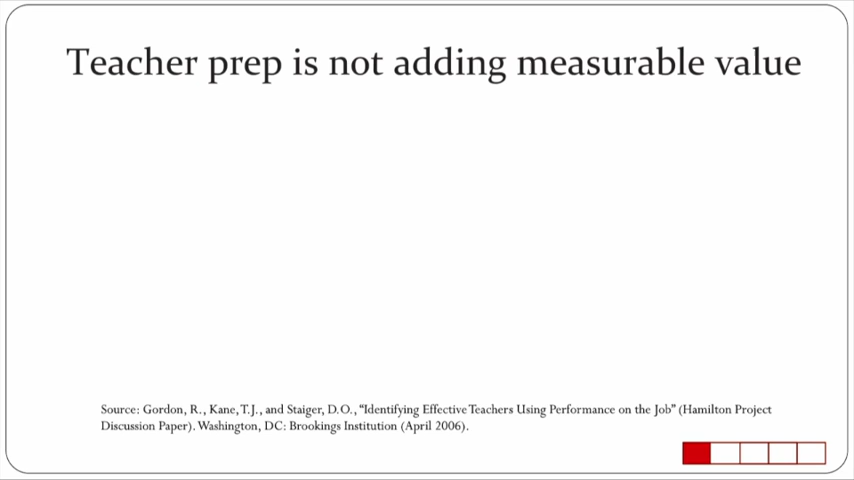 Teacher prep is not adding measurable value
Source: Gordon, R., Kane, T.J., and Staiger, D.O., “Identifying Effective Teachers Using Performance on the Job” (Hamilton Project
Discussion Paper). Washington, DC: Brookings Institution (April 2006).